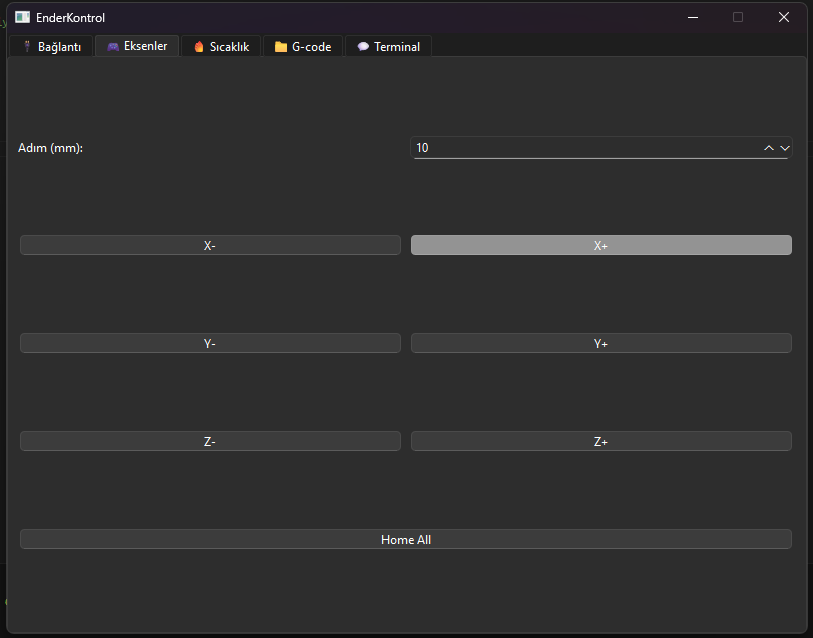 EnderKontrol
Bağlantı Eksenler Sıcaklık G-code Terminal
Adım (mm): 10
X- X+
Y- Y+
Z- Z+
Home All